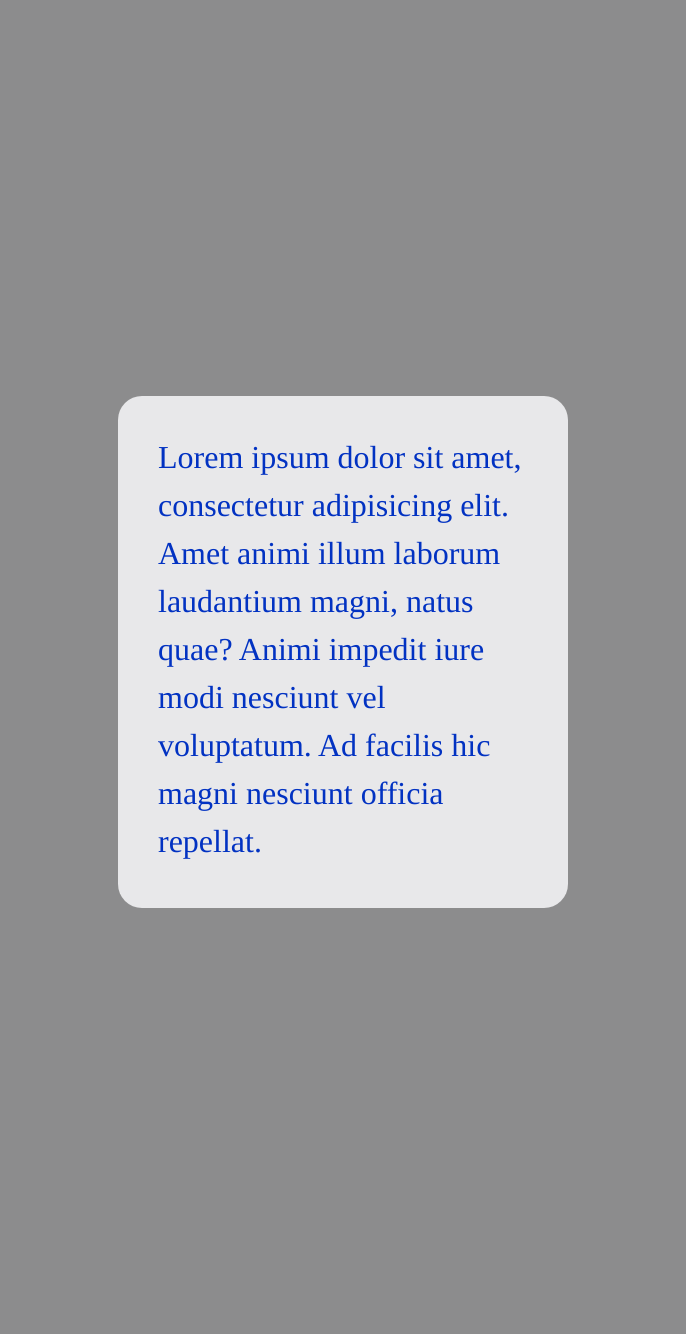 Lorem ipsum dolor sit amet,
consectetur adipisicing elit.
Amet animi illum laborum
laudantium magni, natus
quae? Animi impedit iure
modi nesciunt vel
voluptatum. Ad facilis hic
magni nesciunt officia
repellat.